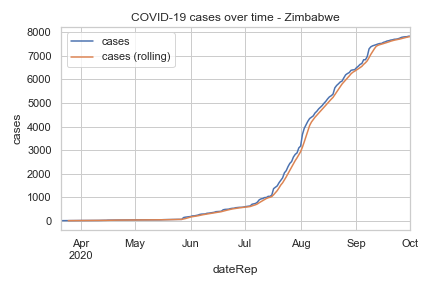 COVID-19 cases over time - Zimbabwe
cases
cases (rolling)
8000
7000
6000
5000
4000
3000
2000
1000
0
cases
Apr
2020
May
Jun
Jul
Aug
Sep
Oct
dateRep